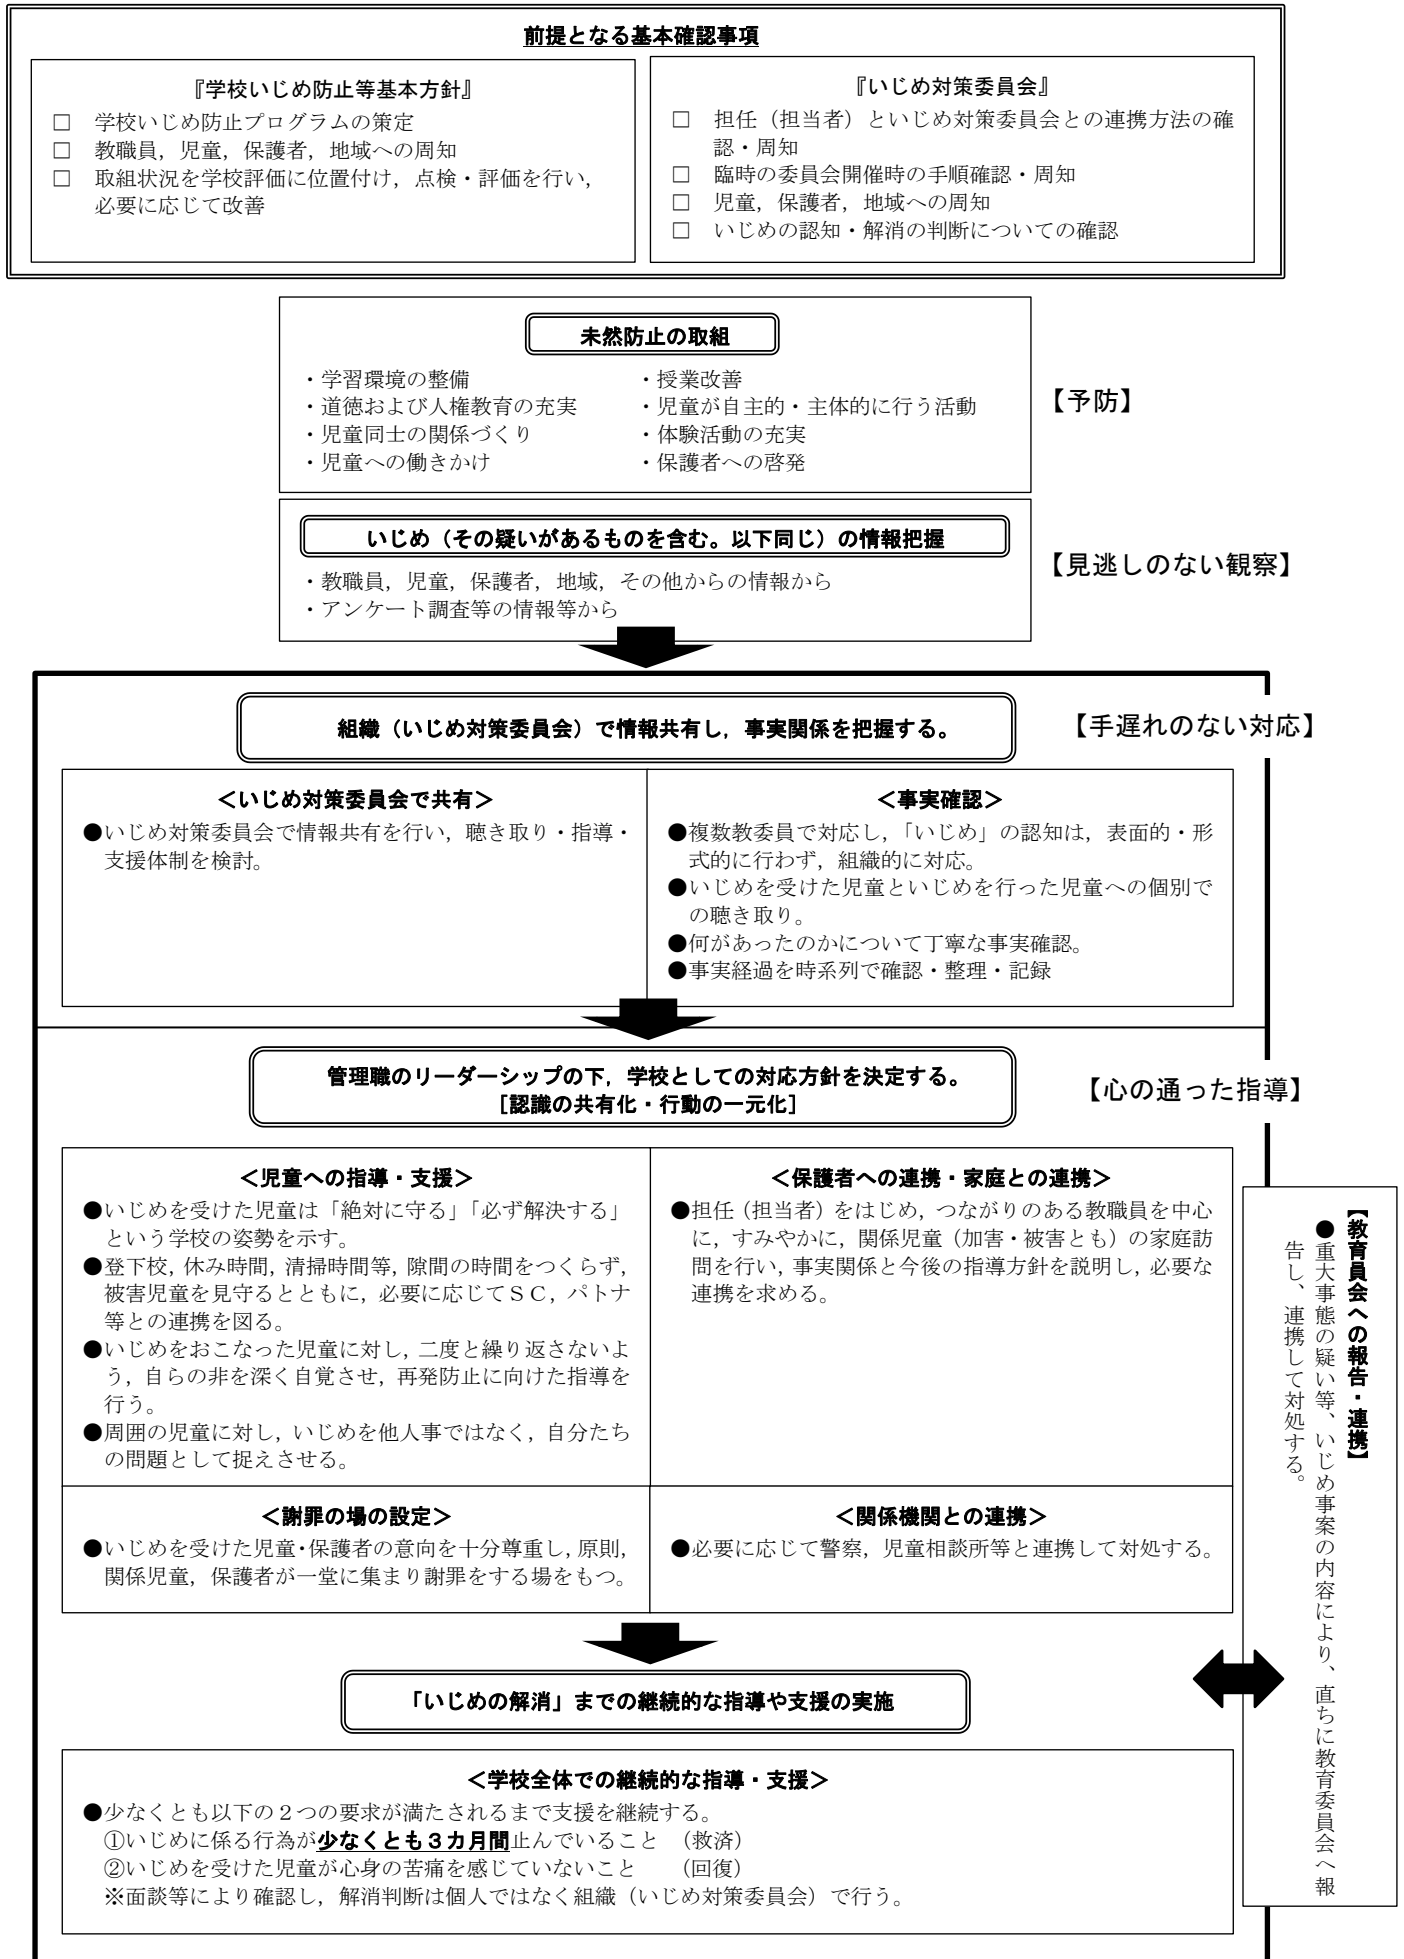 前提となる基本確認事項
『学校いじめ防止等基本方針』
□ 学校いじめ防止プログラムの策定
□ 教職員，児童，保護者，地域への周知
□ 取組状況を学校評価に位置付け，点検・評価を行い，
必要に応じて改善
『いじめ対策委員会』
□ 担任（担当者）といじめ対策委員会との連携方法の確
認・周知
□ 臨時の委員会開催時の手順確認・周知
□ 児童，保護者，地域への周知
□ いじめの認知・解消の判断についての確認
未然防止の取組
・学習環境の整備
・道徳および人権教育の充実
・児童同士の関係づくり
・児童への働きかけ
・授業改善
・児童が自主的・主体的に行う活動
・体験活動の充実
・保護者への啓発
【予防】
いじめ（その疑いがあるものを含む。以下同じ）の情報把握
・教職員，児童，保護者，地域，その他からの情報から
・アンケート調査等の情報等から
【見逃しのない観察】
組織（いじめ対策委員会）で情報共有し，事実関係を把握する。
【手遅れのない対応】
＜いじめ対策委員会で共有＞
●いじめ対策委員会で情報共有を行い，聴き取り・指導・
支援体制を検討。
＜事実確認＞
●複数教委員で対応し，「いじめ」の認知は，表面的・形
式的に行わず，組織的に対応。
●いじめを受けた児童といじめを行った児童への個別で
の聴き取り。
●何があったのかについて丁寧な事実確認。
●事実経過を時系列で確認・整理・記録
管理職のリーダーシップの下，学校としての対応方針を決定する。
［認識の共有化・行動の一元化］
【心の通った指導】
＜児童への指導・支援＞
●いじめを受けた児童は「絶対に守る」「必ず解決する」
という学校の姿勢を示す。
●登下校，休み時間，清掃時間等，隙間の時間をつくらず，
被害児童を見守るとともに，必要に応じてＳＣ，パトナ
等との連携を図る。
●いじめをおこなった児童に対し，二度と繰り返さないよ
う，自らの非を深く自覚させ，再発防止に向けた指導を
行う。
●周囲の児童に対し，いじめを他人事ではなく，自分たち
の問題として捉えさせる。
＜保護者への連携・家庭との連携＞
●担任（担当者）をはじめ，つながりのある教職員を中心
に，すみやかに，関係児童（加害・被害とも）の家庭訪
問を行い，事実関係と今後の指導方針を説明し，必要な
連携を求める。
＜謝罪の場の設定＞
●いじめを受けた児童・保護者の意向を十分尊重し，原則，
関係児童，保護者が一堂に集まり謝罪をする場をもつ。
＜関係機関との連携＞
●必要に応じて警察，児童相談所等と連携して対処する。
【教育員会への報告・連携】
●重大事態の疑い等、いじめ事案の内容により、直ちに教育委員会へ報
告し、連携して対処する。
「いじめの解消」までの継続的な指導や支援の実施
＜学校全体での継続的な指導・支援＞
●少なくとも以下の２つの要求が満たされるまで支援を継続する。
①いじめに係る行為が少なくとも３カ月間止んでいること （救済）
②いじめを受けた児童が心身の苦痛を感じていないこと （回復）
※面談等により確認し，解消判断は個人ではなく組織（いじめ対策委員会）で行う。